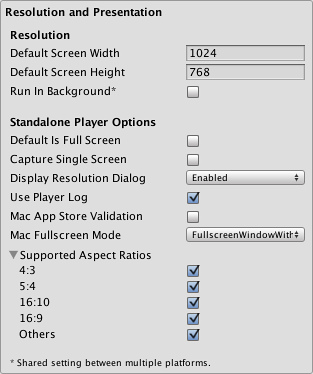 Resolution and Presentation
Resolution
Default Screen Width 1024
Default Screen Height 768
Run In Background*
Standalone Player Options
Default Is Full Screen
Capture Single Screen
Display Resolution Dialog Enabled
Use Player Log
Mac App Store Validation
Mac Fullscreen Mode FullscreenWindowWith
Supported Aspect Ratios
4:3
5:4
16:10
16:9
Others
* Shared setting between multiple platforms.